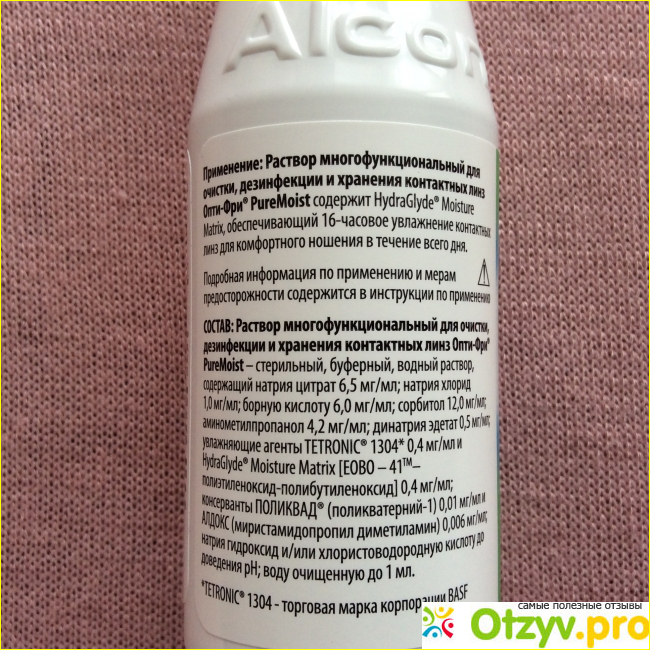 Alcon
Применение: Раствор многофункциональный для
очистки, дезинфекции и хранения контактных линз
Опти-Фри® PureMoist содержит HydraGlyde® Moisture
Matrix, обеспечивающий 16-часовое увлажнение контактных
линз для комфортного ношения в течение всего дня.
Подробная информация по применению и мерам
предосторожности содержится в инструкции по применению
СОСТАВ: Раствор многофункциональный для очистки,
дезинфекции и хранения контактных линз Опти-Фри®
PureMoist – стерильный, буферный, водный раствор,
содержащий натрия цитрат 6,5 мг/мл; натрия хлорид
1,0 мг/мл; борную кислоту 6,0 мг/мл; сорбитол 12,0 мг/мл;
аминометилпропанол 4,2 мг/мл; динатрия эдетат 0,5 мг/мл;
увлажняющие агенты TETRONIC® 1304* 0,4 мг/мл и
HydraGlyde® Moisture Matrix [ЕОВО – 41™–
полиэтиленоксид-полибутиленоксид] 0,4 мг/мл;
консерванты ПОЛИКВАД® (поликватерний-1) 0,01 мг/мл и
АЛДОКС (миристамидопропил диметиламин) 0,006 мг/мл;
натрия гидроксид и/или хлористоводородную кислоту до
доведения pH; воду очищенную до 1 мл.
*TETRONIC® 1304 - торговая марка корпорации BASF
самые полезные отзывы
Otzyv.pro